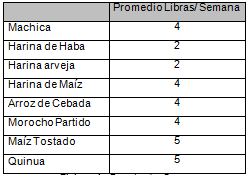 Promedio Libras/ Semana
Machica 4
Harina de Haba 2
Harina arveja 2
Harina de Maíz 4
Arroz de Cebada 4
Morocho Partido 4
Maíz Tostado 5
Quinua 5